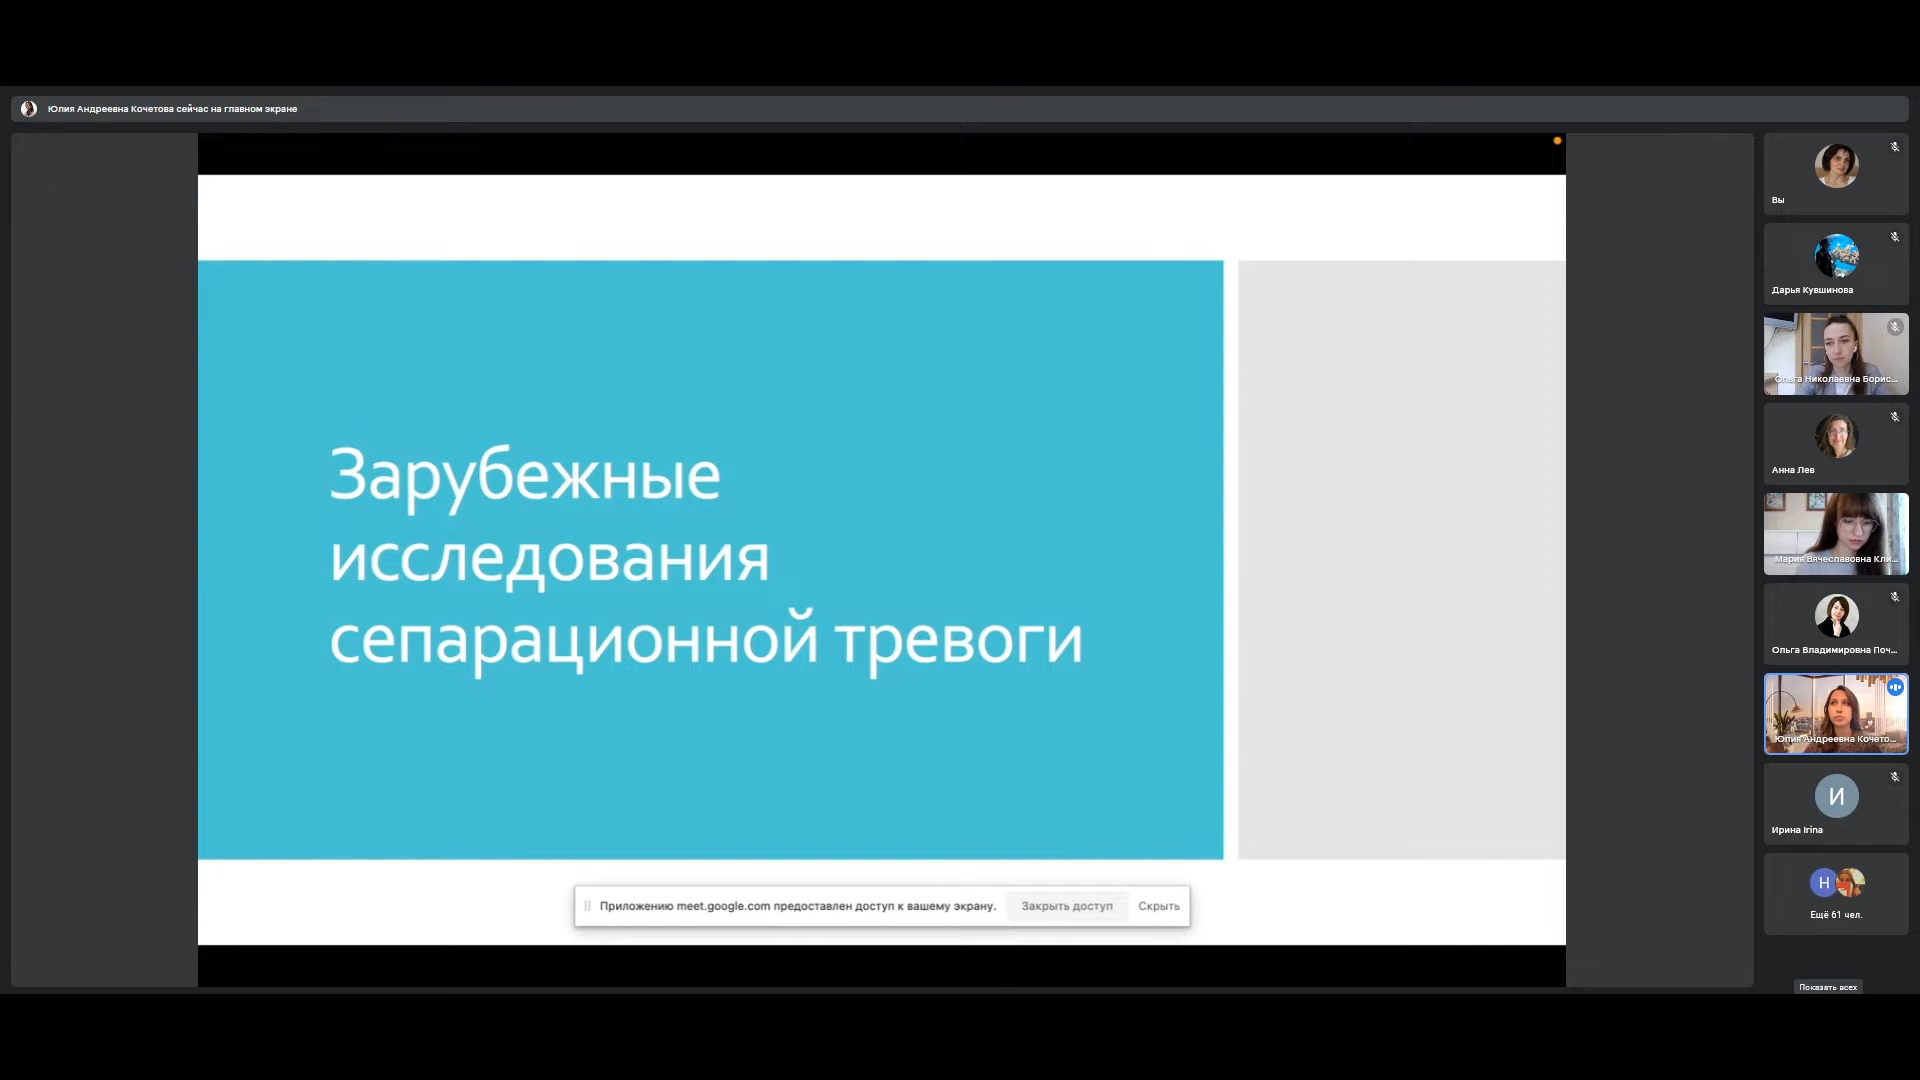 Юлия Андреевна Кочетова сейчас на главном экране
Зарубежные
исследования
сепарационной тревоги
Приложению meet.google.com предоставлен доступ к вашему экрану.
Закрыть доступ
Скрыть
Вы
Дарья Кувшинова
Ольга Николаевна Борис...
Анна Лев
Мария Вячеславовна Кли...
Ольга Владимировна Поч...
Юлия Андреевна Кочето...
И
Ирина Irina
Н
Ещё 61 чел.
Показать всех